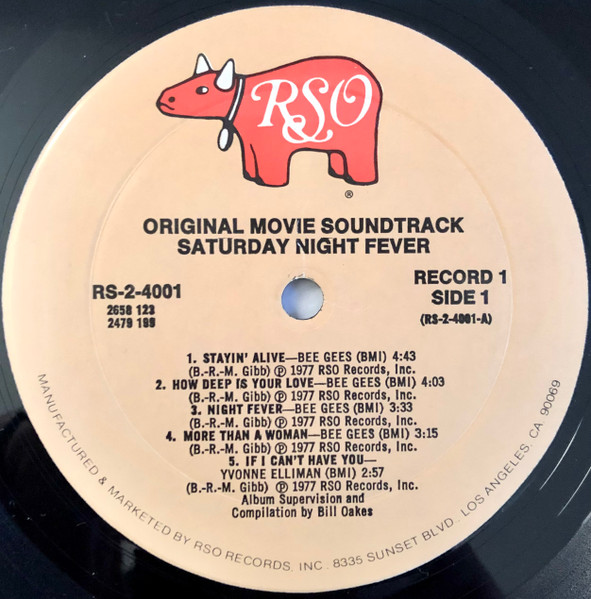 RSO
®
ORIGINAL MOVIE SOUNDTRACK
SATURDAY NIGHT FEVER
RS-2-4001
2658 123
2479 199
RECORD 1
SIDE 1
(RS-2-4001-A)
1. STAYIN' ALIVE—BEE GEES (BMI) 4:43
(B.-R.-M. Gibb) ℗ 1977 RSO Records, Inc.
2. HOW DEEP IS YOUR LOVE—BEE GEES (BMI) 4:03
(B.-R.-M. Gibb) ℗ 1977 RSO Records, Inc.
3. NIGHT FEVER—BEE GEES (BMI) 3:33
(B.-R.-M. Gibb) ℗ 1977 RSO Records, Inc.
4. MORE THAN A WOMAN—BEE GEES (BMI) 3:15
(B.-R.-M. Gibb) ℗ 1977 RSO Records, Inc.
5. IF I CAN'T HAVE YOU—
YVONNE ELLIMAN (BMI) 2:57
(B.-R.-M. Gibb) ℗ 1977 RSO Records, Inc.
Album Supervision and
Compilation by Bill Oakes
MANUFACTURED & MARKETED BY RSO RECORDS, INC. 8335 SUNSET BLVD. LOS ANGELES, CA 90069